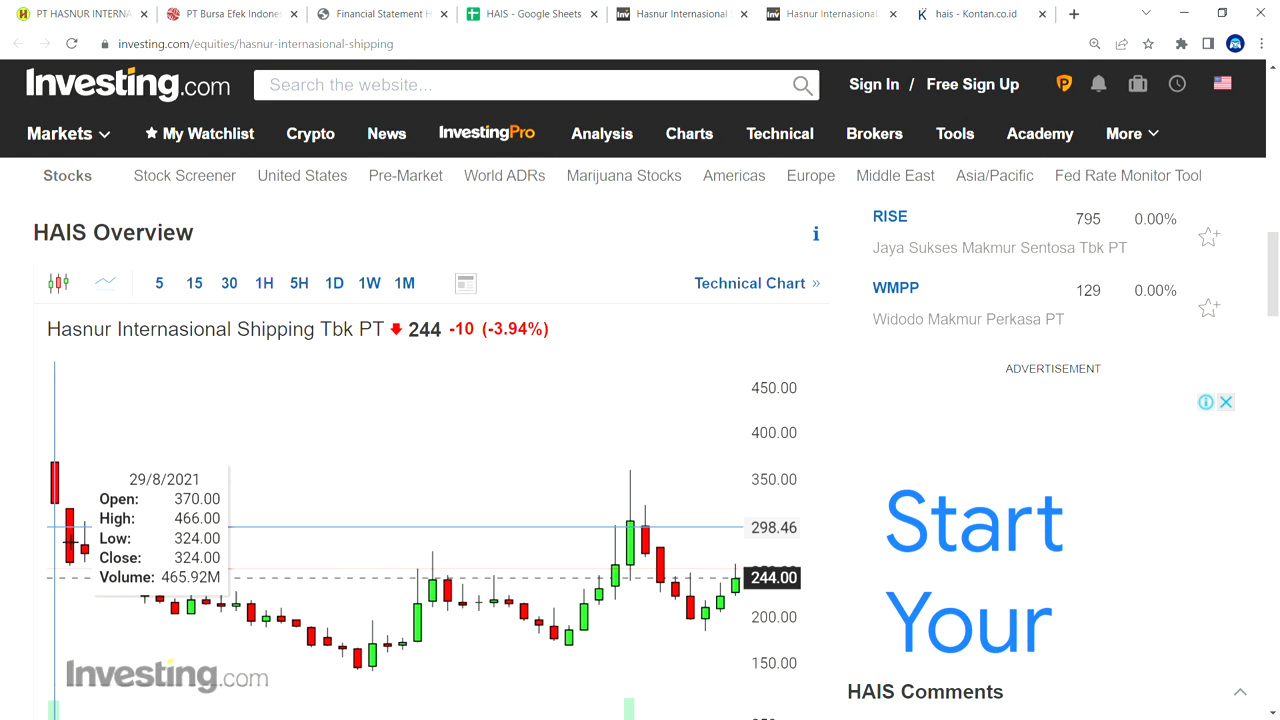 PT HASNUR INTERNA
PT Bursa Efek Indones
Financial Statement H
HAIS - Google Sheets
Hasnur Internasional
Hasnur Internasional
hais - Kontan.co.id
investing.com/equities/hasnur-internasional-shipping
Investing.com
Search the website...
Sign In / Free Sign Up
Markets
My Watchlist
Crypto
News
InvestingPro
Analysis
Charts
Technical
Brokers
Tools
Academy
More
Stocks
Stock Screener
United States
Pre-Market
World ADRs
Marijuana Stocks
Americas
Europe
Middle East
Asia/Pacific
Fed Rate Monitor Tool
HAIS Overview
5 15 30 1H 5H 1D 1W 1M
Technical Chart »
Hasnur Internasional Shipping Tbk PT 244 -10 (-3.94%)
450.00
400.00
350.00
298.46
244.00
200.00
150.00
29/8/2021
Open: 370.00
High: 466.00
Low: 324.00
Close: 324.00
Volume: 465.92M
Investing.com
RISE 795 0.00%
Jaya Sukses Makmur Sentosa Tbk PT
WMPP 129 0.00%
Widodo Makmur Perkasa PT
ADVERTISEMENT
Start
Your
HAIS Comments